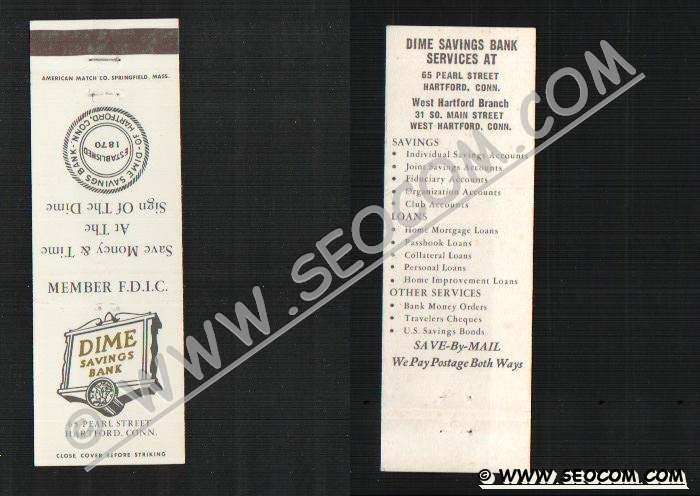 AMERICAN MATCH CO. SPRINGFIELD, MASS.
OF DIME SAVINGS BANK - OF HARTFORD, CONN.
ESTABLISHED
1870
Save Money & Time
At The
Sign Of The Dime
MEMBER F.D.I.C.
DIME
SAVINGS
BANK
65 PEARL STREET
HARTFORD, CONN.
CLOSE COVER BEFORE STRIKING
DIME SAVINGS BANK
SERVICES AT
65 PEARL STREET
HARTFORD, CONN.
West Hartford Branch
31 SO. MAIN STREET
WEST HARTFORD, CONN.
SAVINGS
• Individual Savings Accounts
• Joint Savings Accounts
• Fiduciary Accounts
• Organization Accounts
• Club Accounts
LOANS
• Home Mortgage Loans
• Passbook Loans
• Collateral Loans
• Personal Loans
• Home Improvement Loans
OTHER SERVICES
• Bank Money Orders
• Travelers Cheques
• U.S. Savings Bonds
SAVE-By-MAIL
We Pay Postage Both Ways
© WWW.SEOCOM.COM
© WWW.SEOCOM.COM